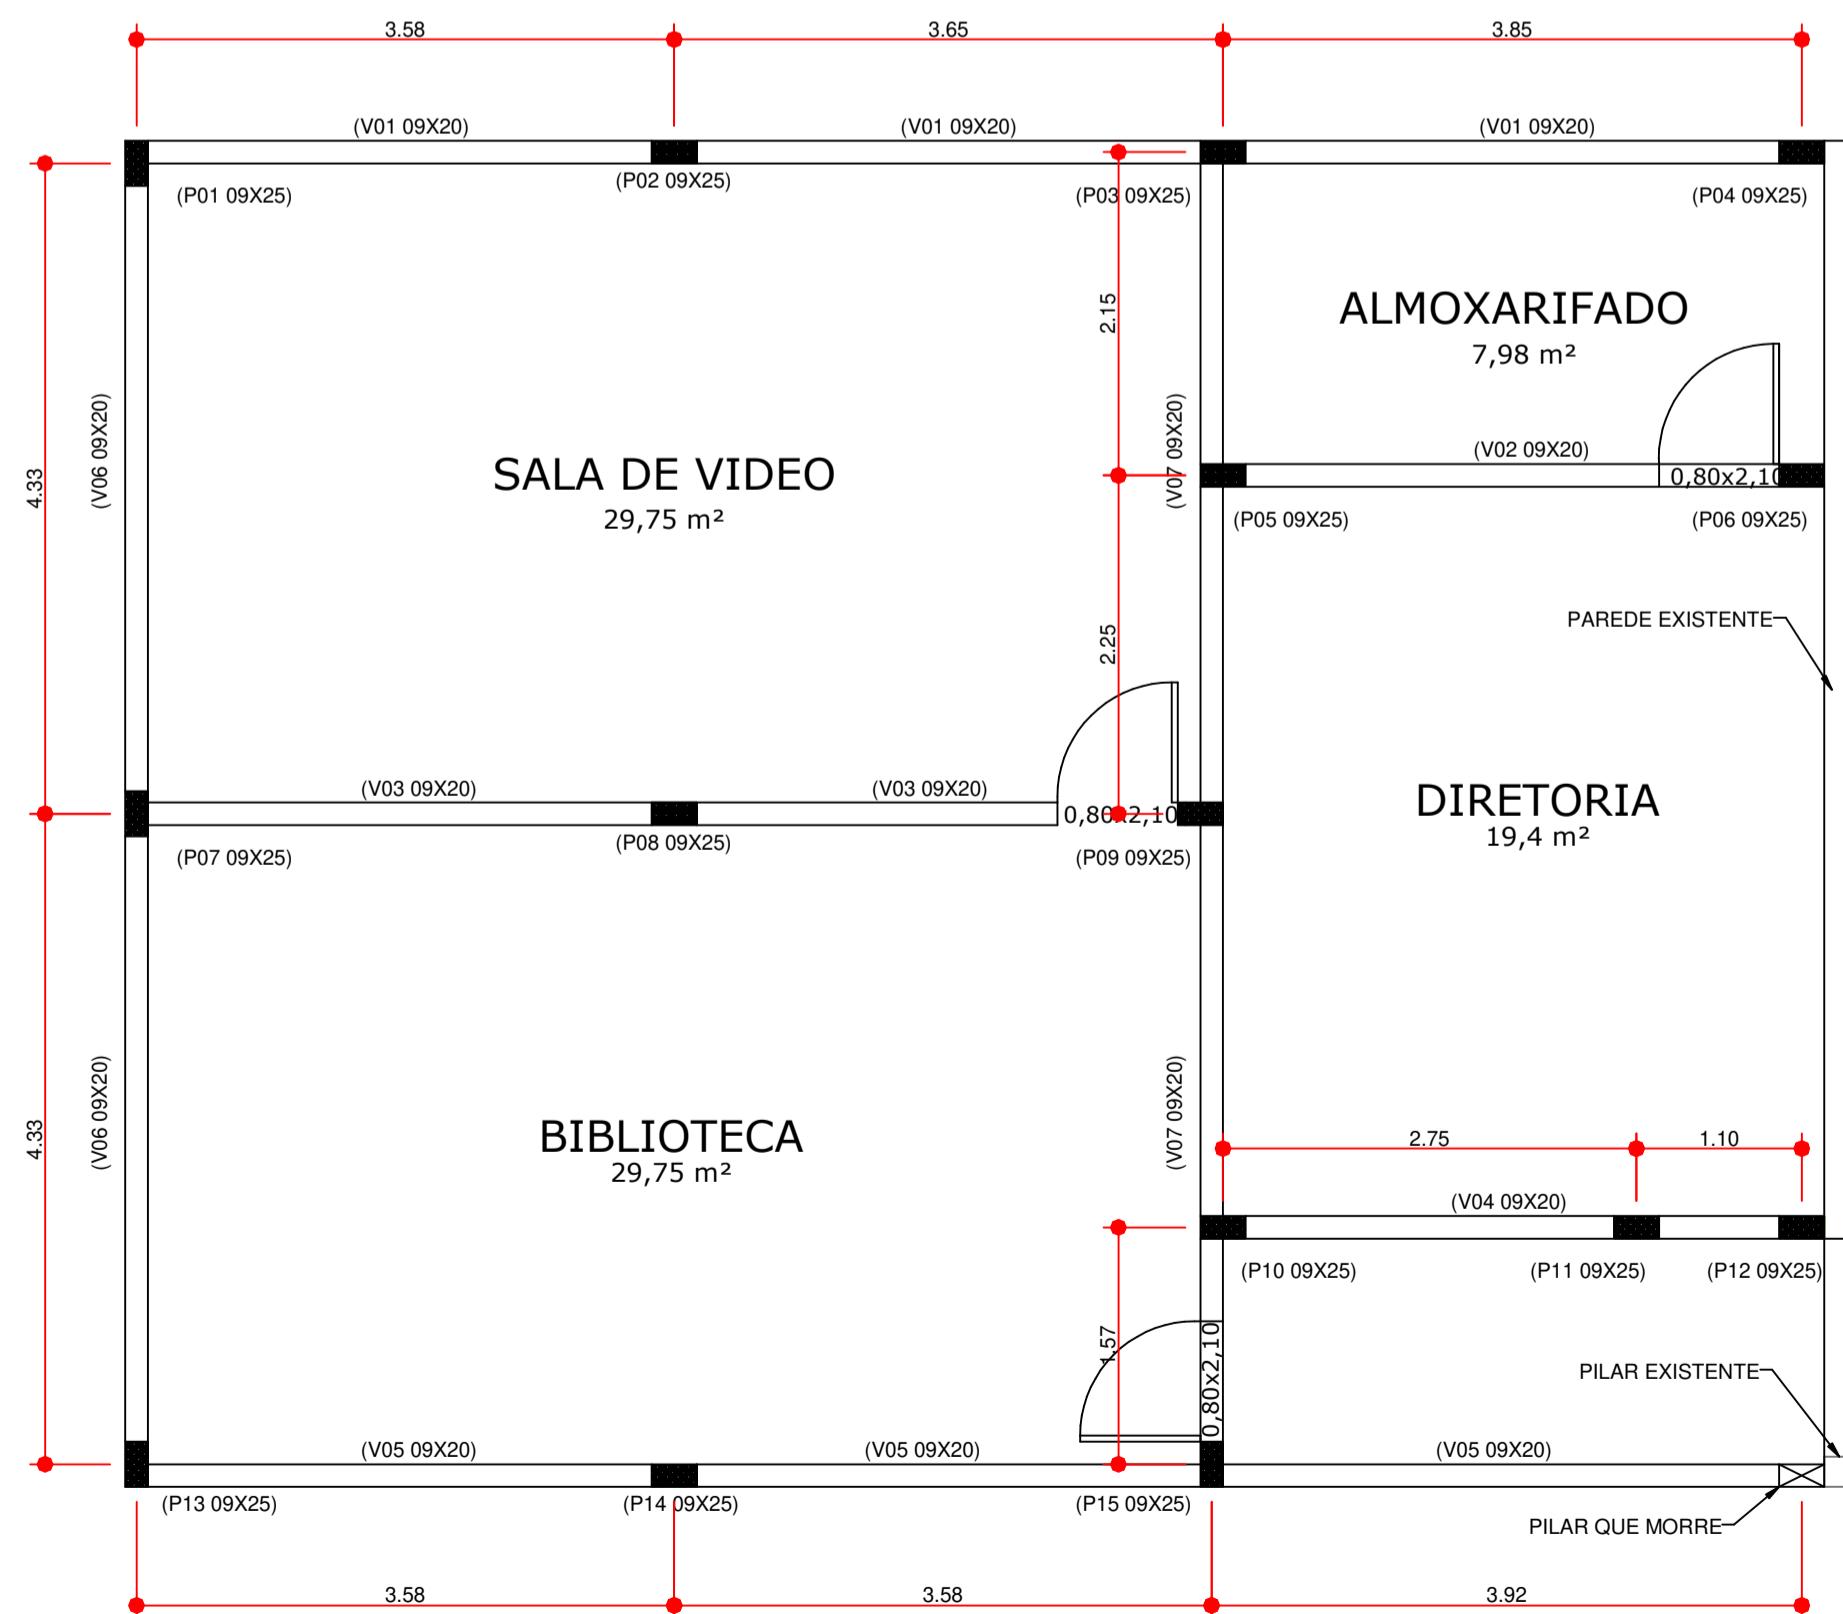 3.58
3.65
3.85
(V01 09X20)
(V01 09X20)
(V01 09X20)
(P01 09X25)
(P02 09X25)
(P03 09X25)
(P04 09X25)
2.15
ALMOXARIFADO
7,98 m²
(V06 09X20)
4.33
SALA DE VIDEO
29,75 m²
(V07 09X20)
(V02 09X20)
0,80x2,10
(P05 09X25)
(P06 09X25)
2.25
PAREDE EXISTENTE
(V03 09X20)
(V03 09X20)
0,80x2,10
DIRETORIA
19,4 m²
(P07 09X25)
(P08 09X25)
(P09 09X25)
(V06 09X20)
4.33
BIBLIOTECA
29,75 m²
(V07 09X20)
2.75
1.10
(V04 09X20)
(P10 09X25)
(P11 09X25)
(P12 09X25)
1.57
0,80x2,10
PILAR EXISTENTE
(V05 09X20)
(V05 09X20)
(V05 09X20)
(P13 09X25)
(P14 09X25)
(P15 09X25)
PILAR QUE MORRE
3.58
3.58
3.92